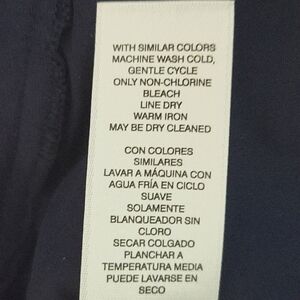 WITH SIMILAR COLORS
MACHINE WASH COLD,
GENTLE CYCLE
ONLY NON-CHLORINE
BLEACH
LINE DRY
WARM IRON
MAY BE DRY CLEANED
CON COLORES
SIMILARES
LAVAR A MÁQUINA CON
AGUA FRÍA EN CICLO
SUAVE
SOLAMENTE
BLANQUEADOR SIN
CLORO
SECAR COLGADO
PLANCHAR A
TEMPERATURA MEDIA
PUEDE LAVARSE EN
SECO